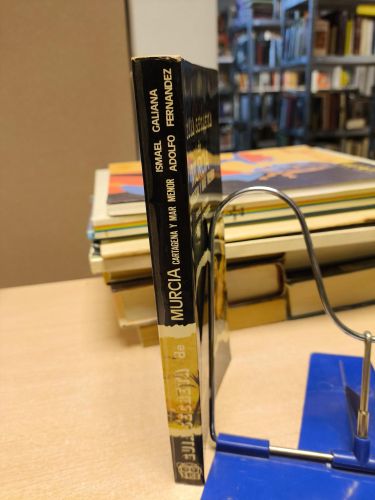 ISMAEL GALIANA
ADOLFO FERNANDEZ
GUIA SECRETA de MURCIA CARTAGENA Y MAR MENOR